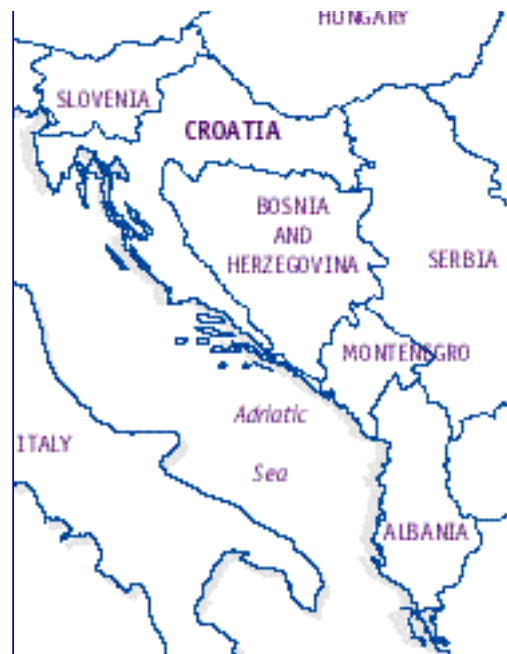 HUNGARY
SLOVENIA
CROATIA
BOSNIA
AND
HERZEGOVINA
SERBIA
MONTENEGRO
Adriatic
ITALY
Sea
ALBANIA